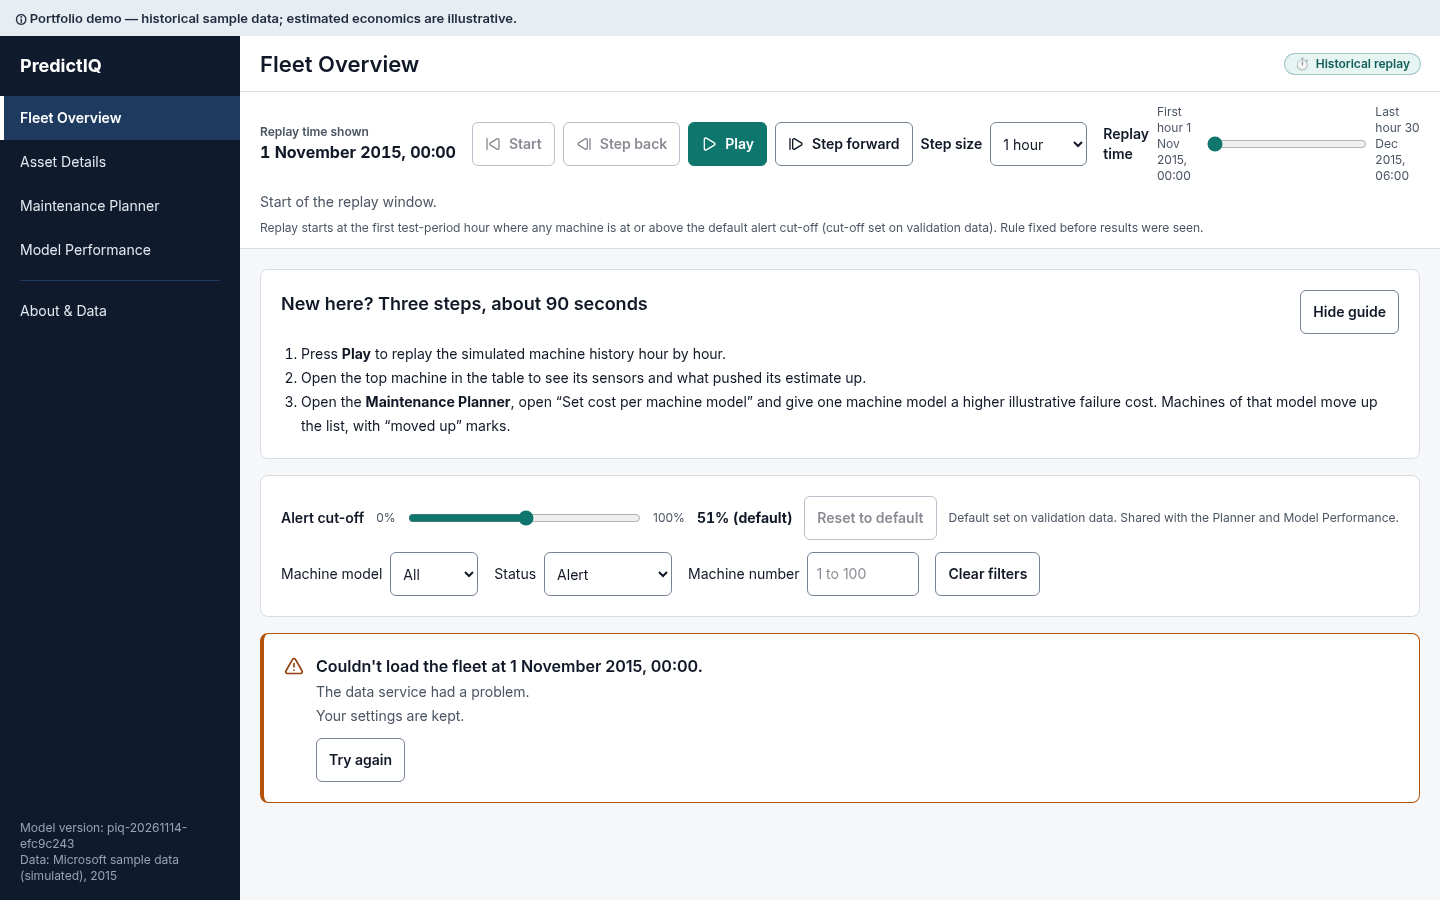 Portfolio demo — historical sample data; estimated economics are illustrative.
PredictIQ
Fleet Overview
Asset Details
Maintenance Planner
Model Performance
About & Data
Model version: piq-20261114-
efc9c243
Data: Microsoft sample data
(simulated), 2015
Fleet Overview
Historical replay
Replay time shown
1 November 2015, 00:00
Start
Step back
Play
Step forward
Step size
1 hour
Replay
time
First
hour 1
Nov
2015,
00:00
Last
hour 30
Dec
2015,
06:00
Start of the replay window.
Replay starts at the first test-period hour where any machine is at or above the default alert cut-off (cut-off set on validation data). Rule fixed before results were seen.
New here? Three steps, about 90 seconds
Hide guide
1. Press Play to replay the simulated machine history hour by hour.
2. Open the top machine in the table to see its sensors and what pushed its estimate up.
3. Open the Maintenance Planner, open “Set cost per machine model” and give one machine model a higher illustrative failure cost. Machines of that model move up
the list, with “moved up” marks.
Alert cut-off
0%
100%
51% (default)
Reset to default
Default set on validation data. Shared with the Planner and Model Performance.
Machine model
All
Status
Alert
Machine number
1 to 100
Clear filters
Couldn't load the fleet at 1 November 2015, 00:00.
The data service had a problem.
Your settings are kept.
Try again